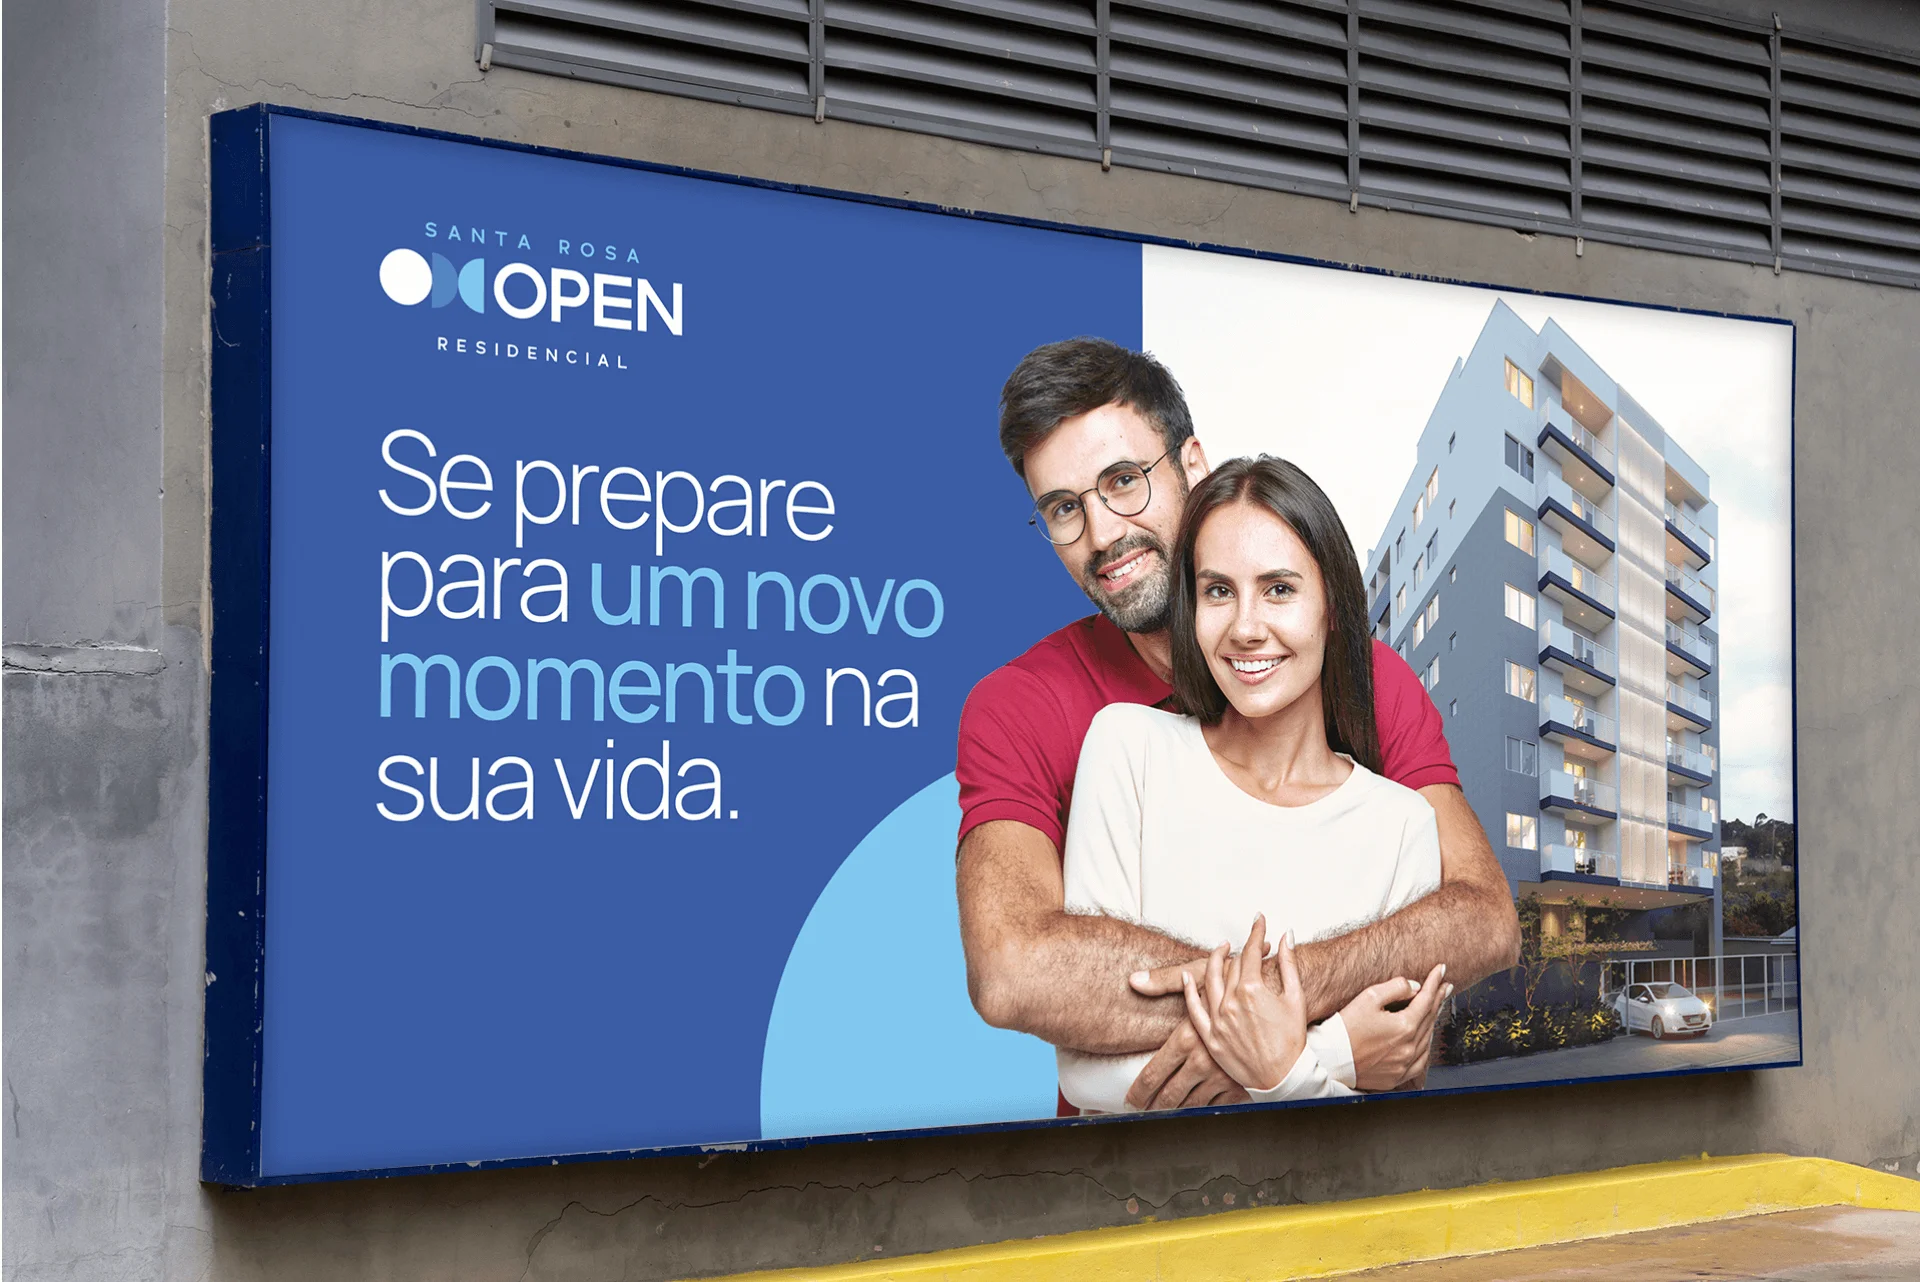 SANTA ROSA
OPEN
RESIDENCIAL
Se prepare
para um novo
momento na
sua vida.